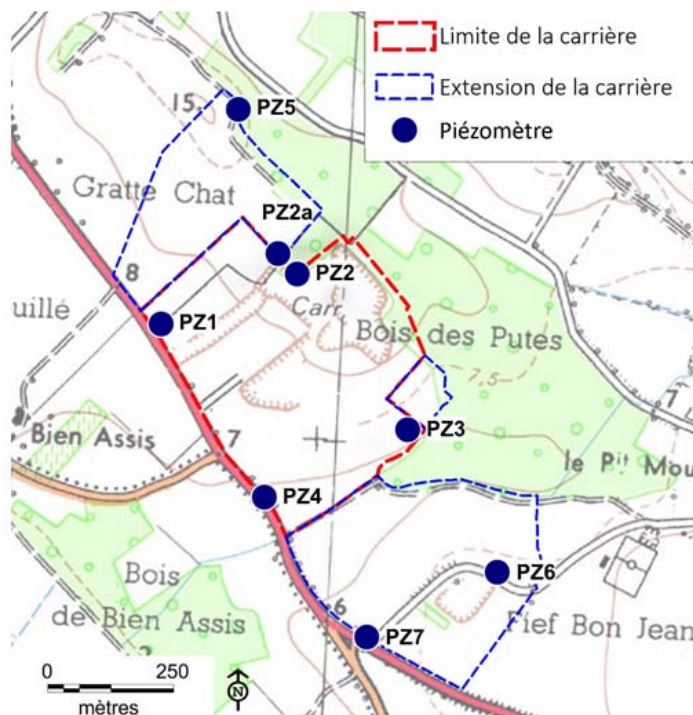 Limite de la carrière
Extension de la carrière
Piézomètre
15
PZ5
Gratte Chat
PZ2a
8
PZ2
uillé
PZ1
Carr.
Bois des Putes
7,5
7
Bien Assis
7
PZ3
le Pit Mou
PZ4
Bois
de Bien Assis
PZ6
6
Fief Bon Jean
PZ7
0 250
mètres
N